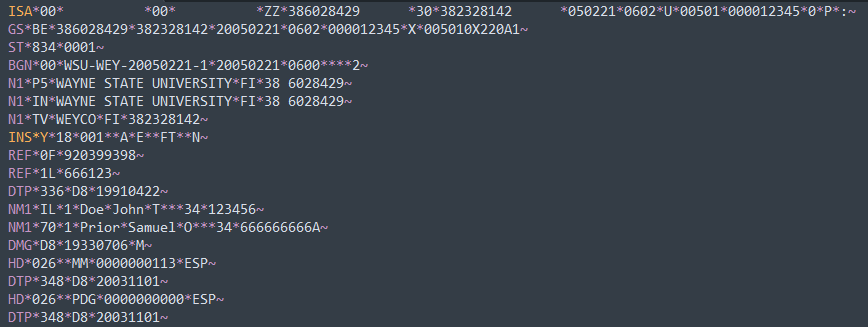 ISA*00*          *00*          *ZZ*386028429      *30*382328142      *050221*0602*U*00501*000012345*0*P*:~
GS*BE*386028429*382328142*20050221*0602*000012345*X*005010X220A1~
ST*834*0001~
BGN*00*WSU-WEY-20050221-1*20050221*0600****2~
N1*P5*WAYNE STATE UNIVERSITY*FI*38 6028429~
N1*IN*WAYNE STATE UNIVERSITY*FI*38 6028429~
N1*TV*WEYCO*FI*382328142~
INS*Y*18*001**A*E**FT**N~
REF*0F*920399398~
REF*1L*666123~
DTP*336*D8*19910422~
NM1*IL*1*Doe*John*T***34*123456~
NM1*70*1*Prior*Samuel*O***34*666666666A~
DMG*D8*19330706*M~
HD*026**MM*0000000113*ESP~
DTP*348*D8*20031101~
HD*026**PDG*0000000000*ESP~
DTP*348*D8*20031101~